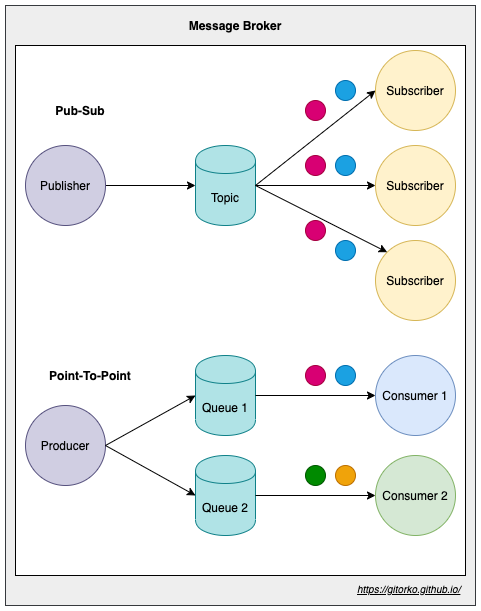 Message Broker
Pub-Sub
Subscriber
Publisher
Topic
Subscriber
Subscriber
Point-To-Point
Queue 1
Consumer 1
Producer
Queue 2
Consumer 2
https://gitorko.github.io/